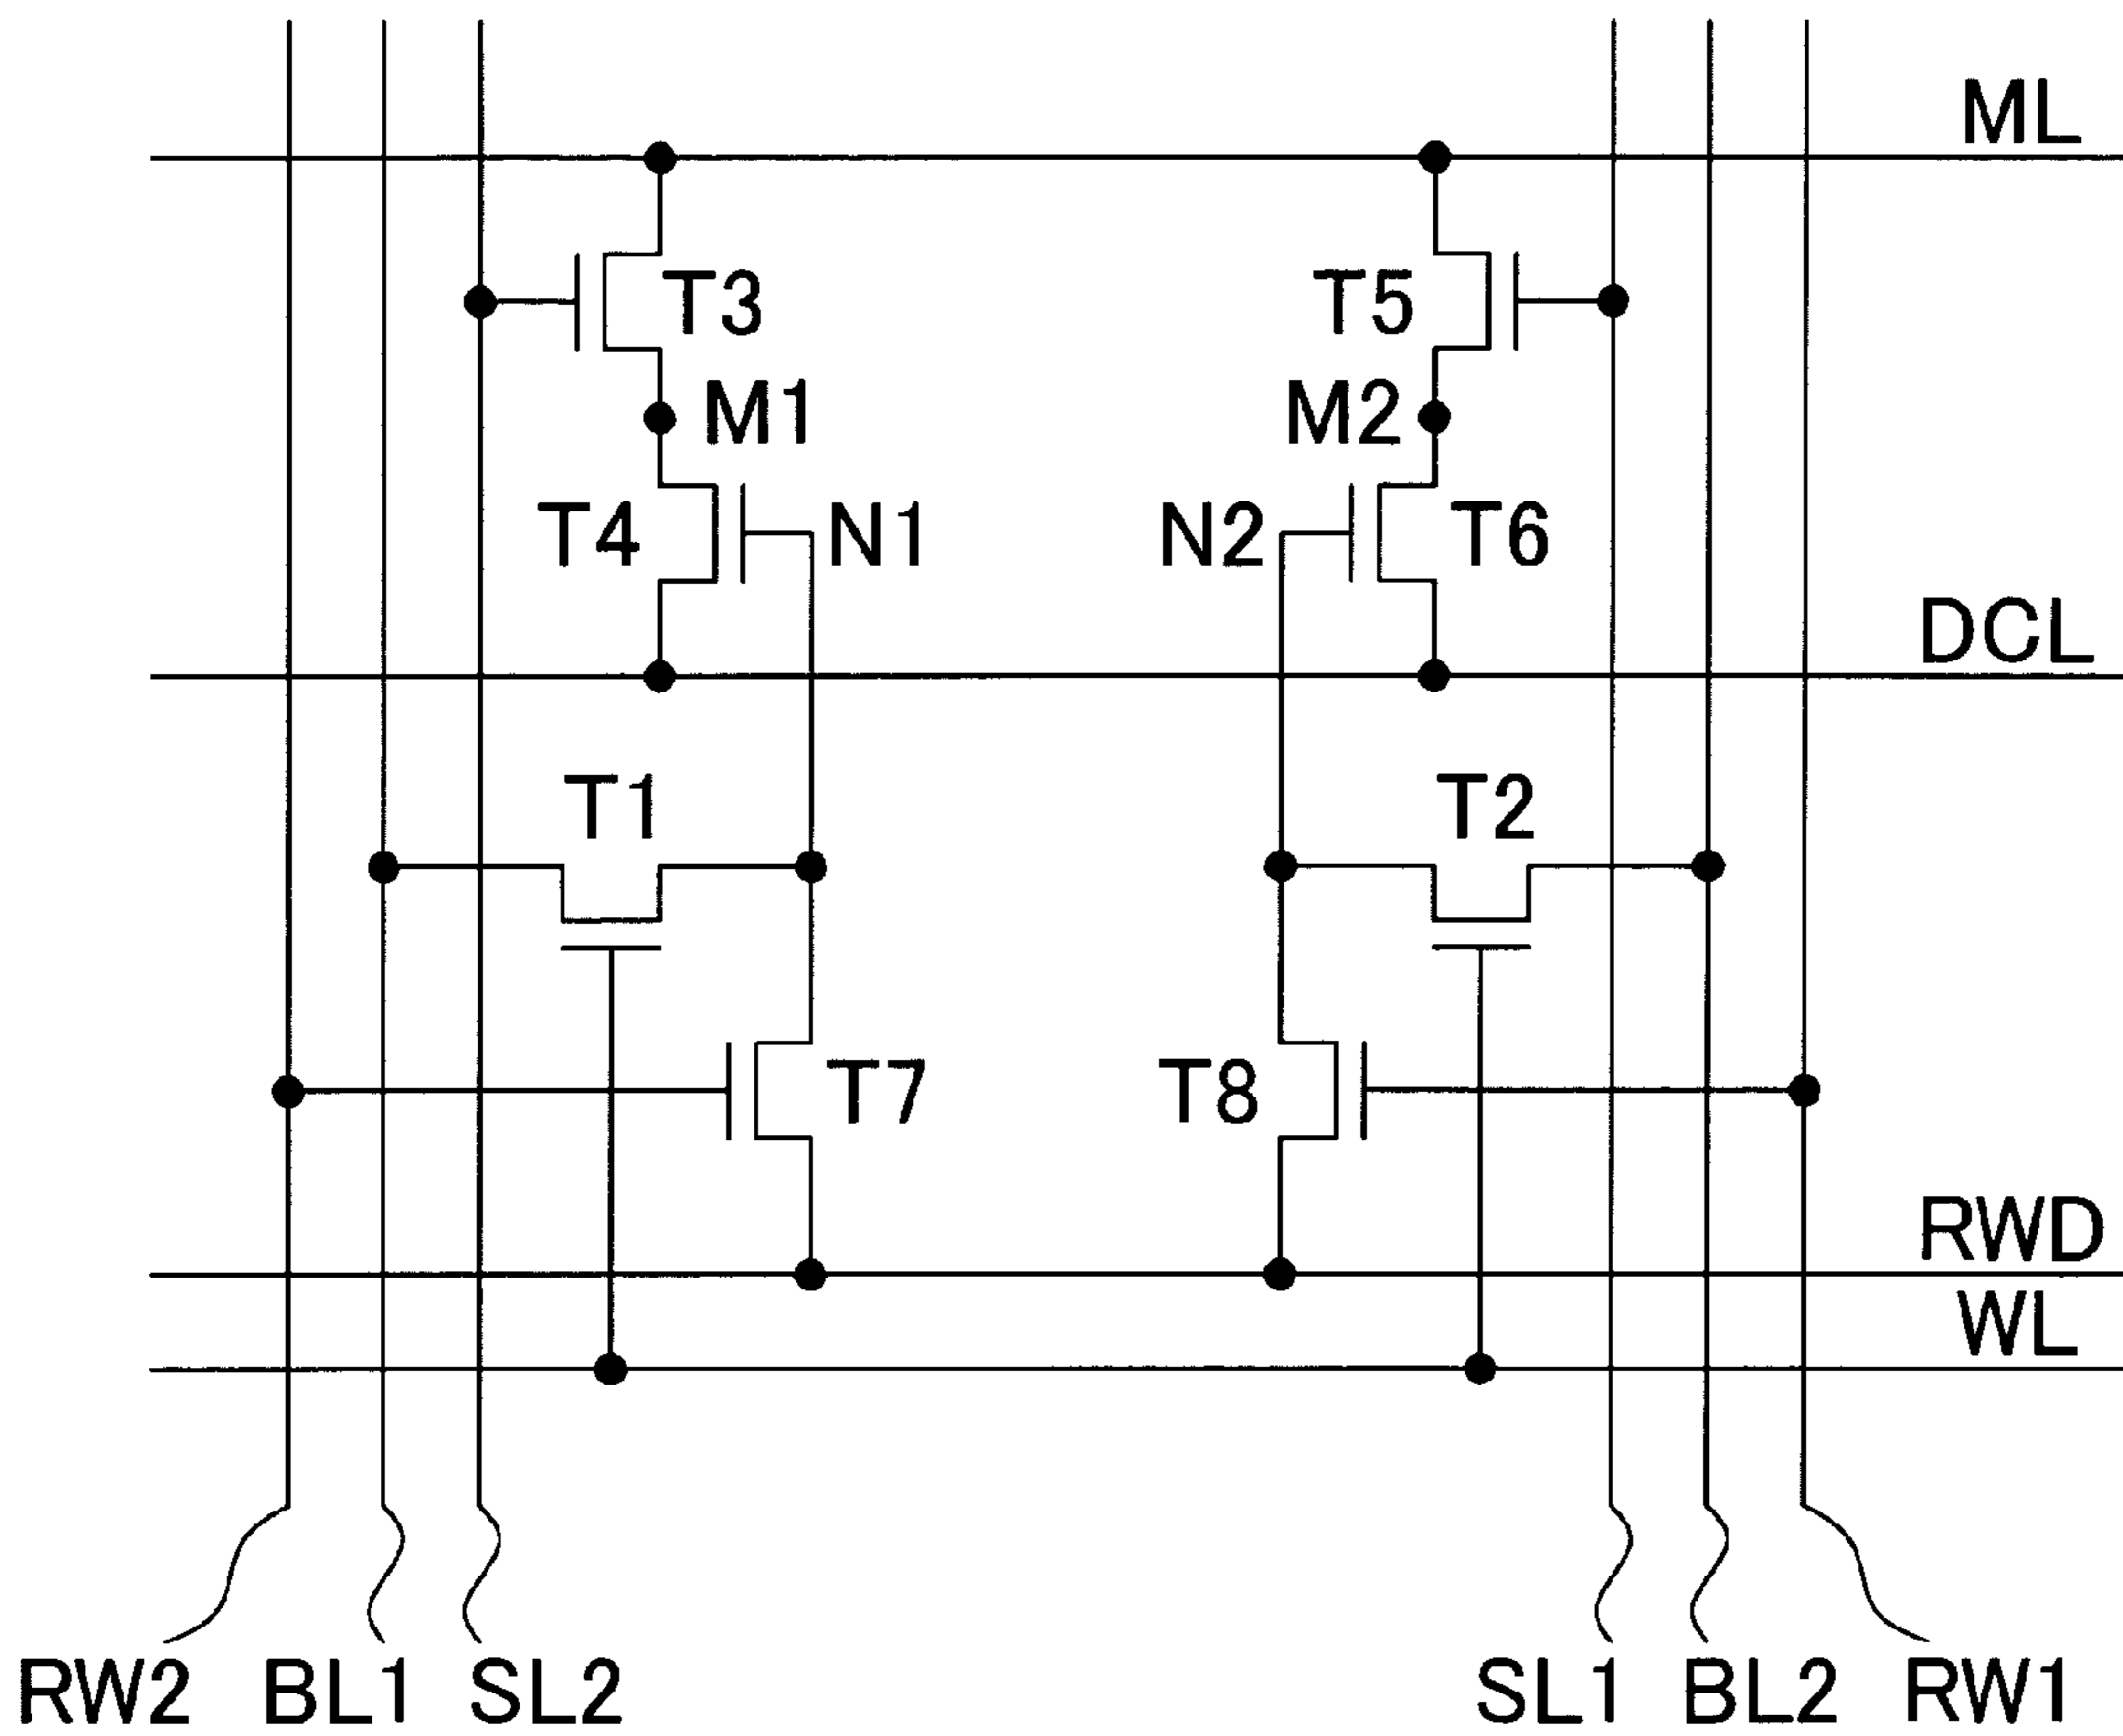 ML
T3 T5
M1 M2
T4 N1 N2 T6
DCL
T1 T2
T7 T8
RWD
WL
RW2 BL1 SL2 SL1 BL2 RW1